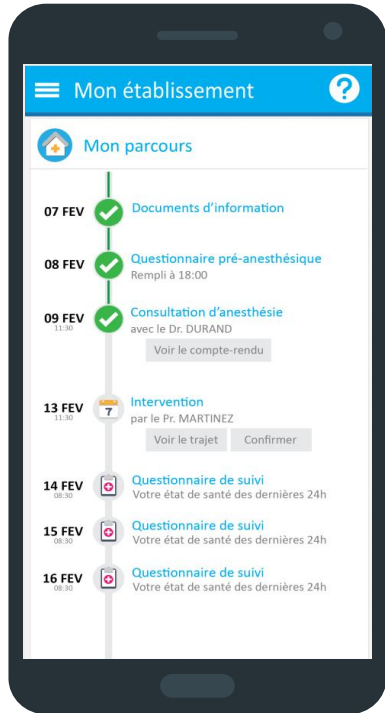 Mon établissement
?
Mon parcours
07 FEV
Documents d'information
08 FEV
Questionnaire pré-anesthésique
Rempli à 18:00
09 FEV
11:30
Consultation d'anesthésie
avec le Dr. DURAND
Voir le compte-rendu
13 FEV
11:30
7
Intervention
par le Pr. MARTINEZ
Voir le trajet
Confirmer
14 FEV
08:30
Questionnaire de suivi
Votre état de santé des dernières 24h
15 FEV
08:30
Questionnaire de suivi
Votre état de santé des dernières 24h
16 FEV
08:30
Questionnaire de suivi
Votre état de santé des dernières 24h